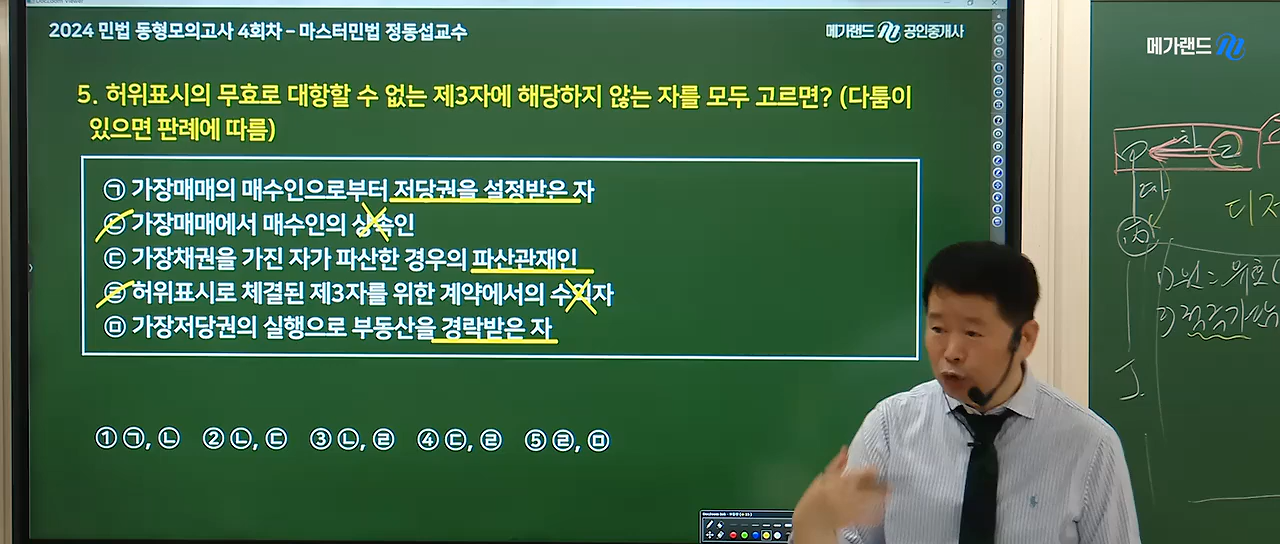 2024 민법 동형모의고사 4회차 – 마스터민법 정동섭교수
메가랜드 공인중개사
메가랜드
5. 허위표시의 무효로 대항할 수 없는 제3자에 해당하지 않는 자를 모두 고르면? (다툼이
있으면 판례에 따름)
㉠ 가장매매의 매수인으로부터 저당권을 설정받은 자
㉡ 가장매매에서 매수인의 상속인
㉢ 가장채권을 가진 자가 파산한 경우의 파산관재인
㉣ 허위표시로 체결된 제3자를 위한 계약에서의 수익자
㉤ 가장저당권의 실행으로 부동산을 경락받은 자
① ㉠, ㉡ ② ㉡, ㉢ ③ ㉡, ㉣ ④ ㉢, ㉣ ⑤ ㉣, ㉤